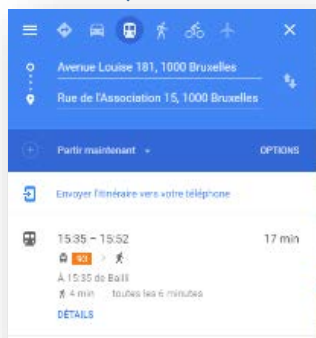 Avenue Louise 181, 1000 Bruxelles
Rue de l'Association 15, 1000 Bruxelles
Partir maintenant
OPTIONS
Envoyer l'itinéraire vers votre téléphone
15:35 – 15:52 17 min
93
À 15:35 de Bailli
4 min toutes les 6 minutes
DÉTAILS